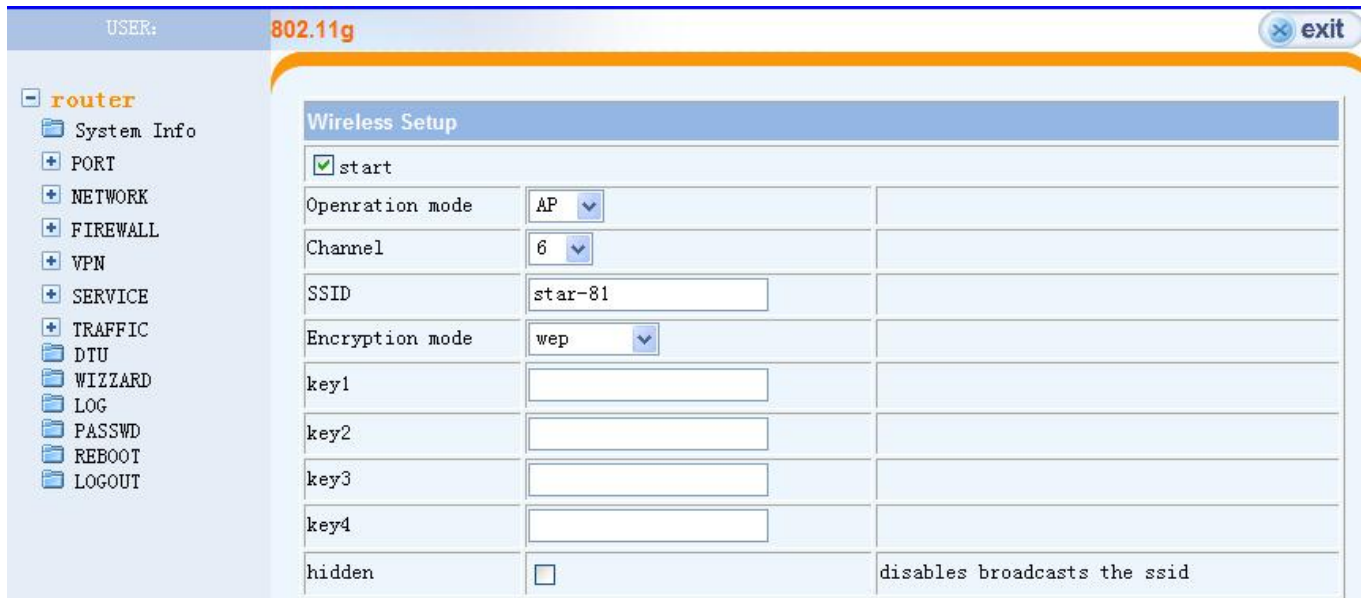 USER:
802.11g
exit
router
System Info
PORT
NETWORK
FIREWALL
VPN
SERVICE
TRAFFIC
DTU
WIZZARD
LOG
PASSWD
REBOOT
LOGOUT
Wireless Setup
start
Openration mode AP
Channel 6
SSID star-81
Encryption mode wep
key1
key2
key3
key4
hidden disables broadcasts the ssid